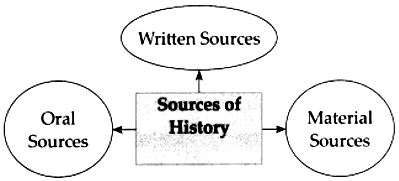 Written Sources
Sources of
History
Oral
Sources
Material
Sources